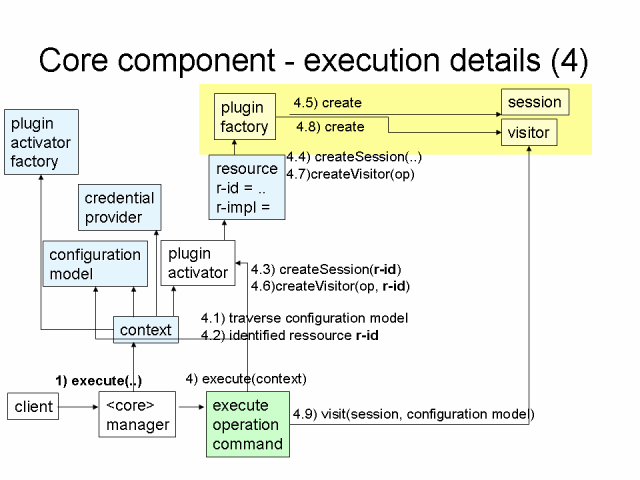 Core component - execution details (4)
plugin
activator
factory
plugin
factory
4.5) create
4.8) create
session
visitor
4.4) createSession(..)
4.7)createVisitor(op)
resource
r-id = ..
r-impl =
credential
provider
configuration
model
plugin
activator
4.3) createSession(r-id)
4.6)createVisitor(op, r-id)
4.1) traverse configuration model
4.2) identified ressource r-id
context
1) execute(..)
4) execute(context)
client
<core>
manager
execute
operation
command
4.9) visit(session, configuration model)